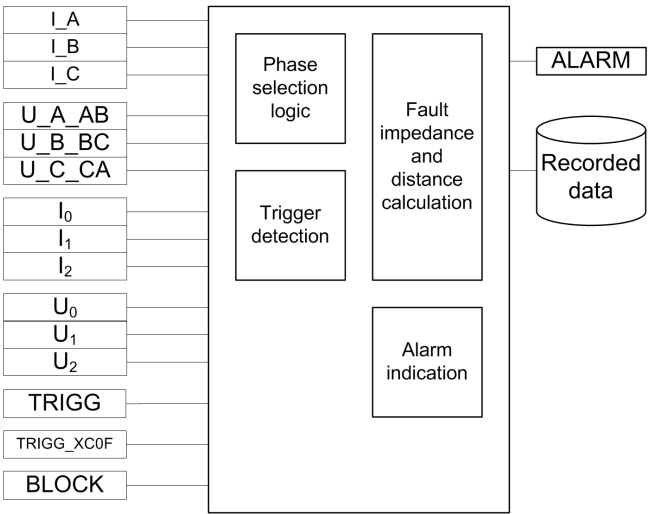 I_A
I_B
I_C
U_A_AB
U_B_BC
U_C_CA
I₀
I₁
I₂
U₀
U₁
U₂
TRIGG
TRIGG_XC0F
BLOCK
Phase
selection
logic
Trigger
detection
Fault
impedance
and
distance
calculation
Alarm
indication
ALARM
Recorded
data